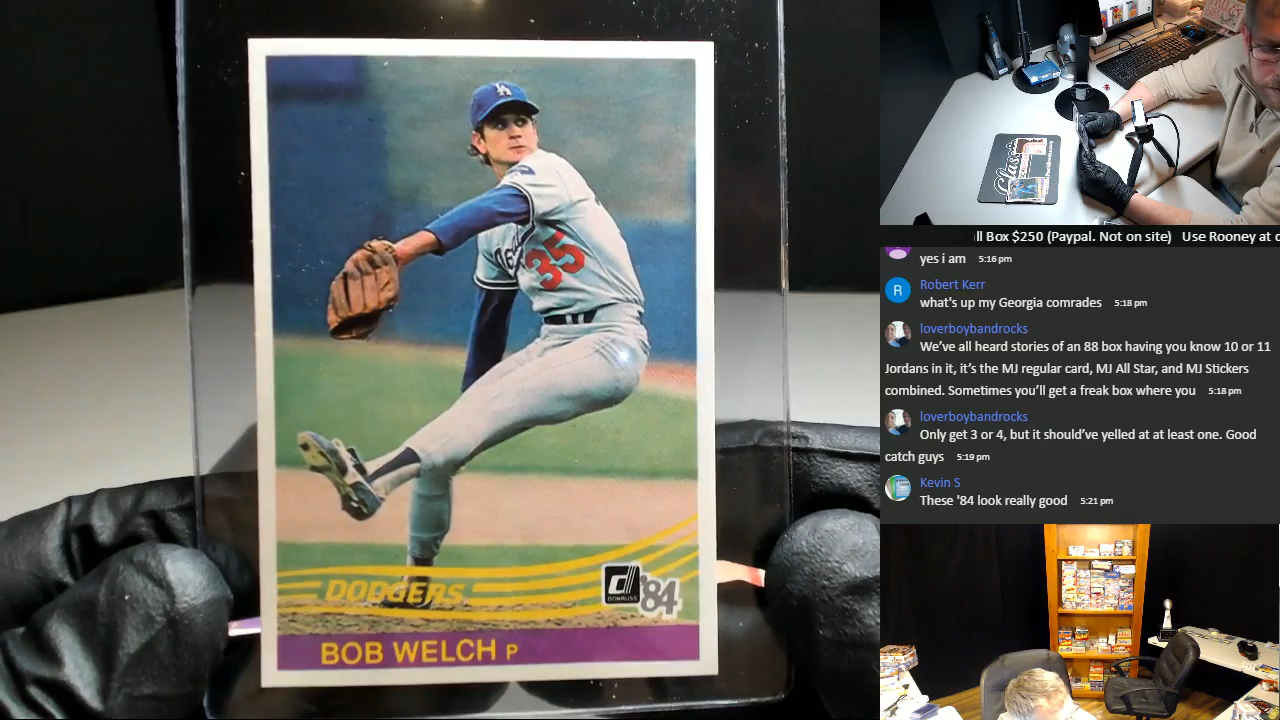 LA
Dodgers
35
DODGERS
DONRUSS
'84
BOB WELCH P
Classic
ll Box $250 (Paypal. Not on site) Use Rooney at c
yes i am 5:16 pm
R
Robert Kerr
what's up my Georgia comrades 5:18 pm
loverboybandrocks
We've all heard stories of an 88 box having you know 10 or 11
Jordans in it, it's the MJ regular card, MJ All Star, and MJ Stickers
combined. Sometimes you'll get a freak box where you 5:18 pm
loverboybandrocks
Only get 3 or 4, but it should've yelled at at least one. Good
catch guys 5:19 pm
Kevin S
These '84 look really good 5:21 pm